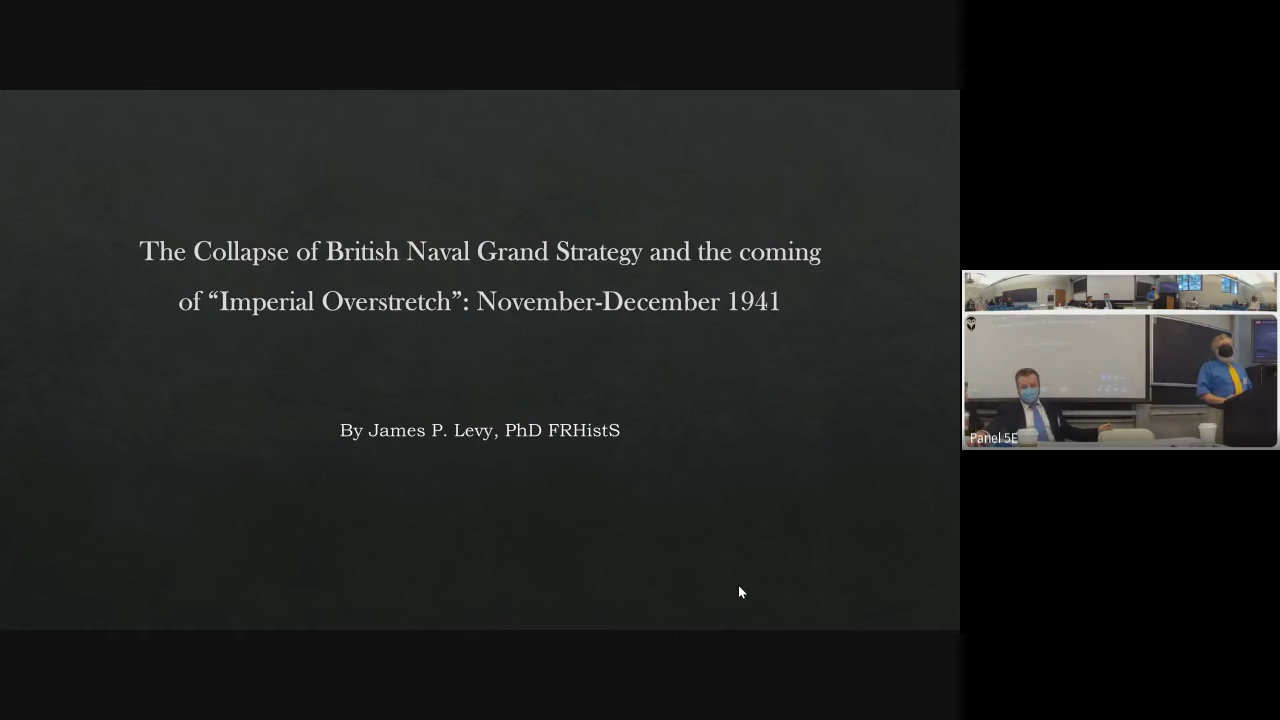 The Collapse of British Naval Grand Strategy and the coming
of “Imperial Overstretch”: November-December 1941
By James P. Levy, PhD FRHistS
Panel 5E